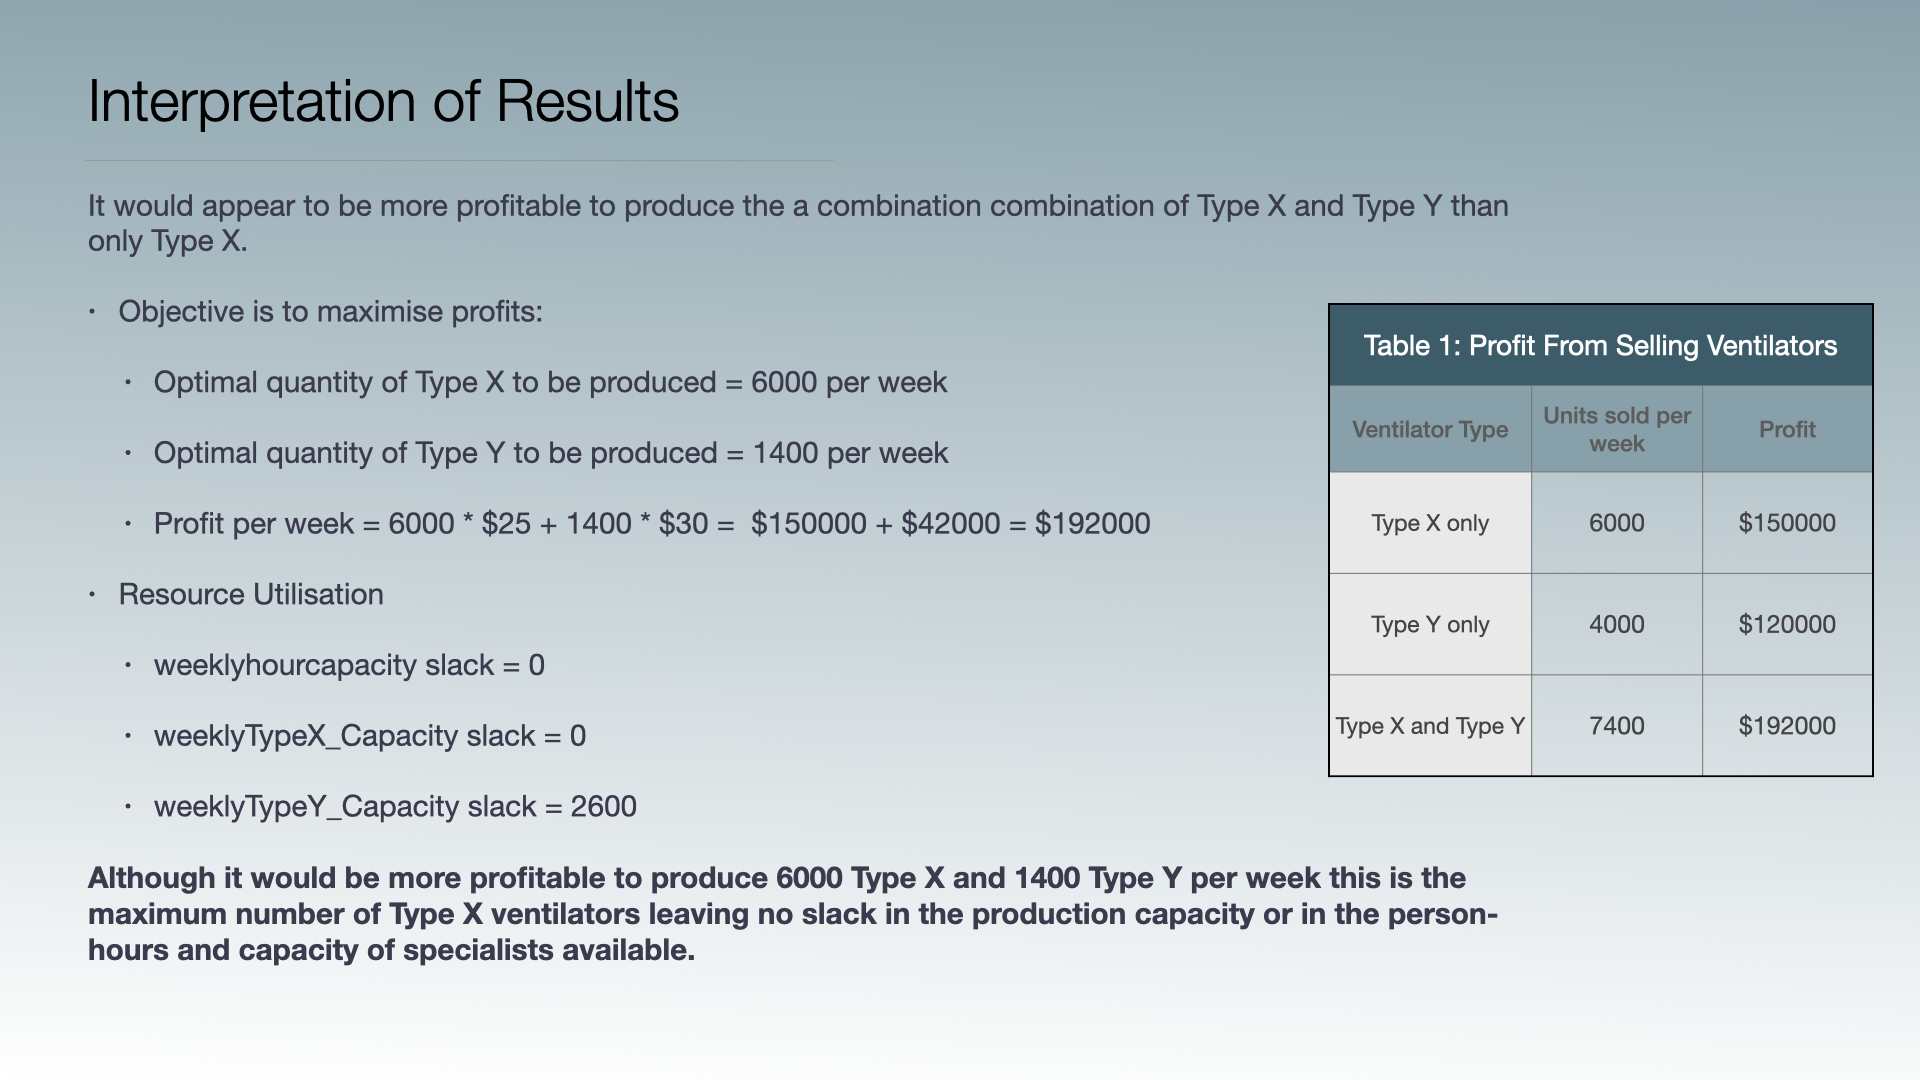 Interpretation of Results
It would appear to be more profitable to produce the a combination combination of Type X and Type Y than
only Type X.
• Objective is to maximise profits:
• Optimal quantity of Type X to be produced = 6000 per week
• Optimal quantity of Type Y to be produced = 1400 per week
• Profit per week = 6000 * $25 + 1400 * $30 =  $150000 + $42000 = $192000
• Resource Utilisation
• weeklyhourcapacity slack = 0
• weeklyTypeX_Capacity slack = 0
• weeklyTypeY_Capacity slack = 2600
Although it would be more profitable to produce 6000 Type X and 1400 Type Y per week this is the
maximum number of Type X ventilators leaving no slack in the production capacity or in the person-
hours and capacity of specialists available.
Table 1: Profit From Selling Ventilators
Ventilator Type
Units sold per
week
Profit
Type X only 6000 $150000
Type Y only 4000 $120000
Type X and Type Y 7400 $192000